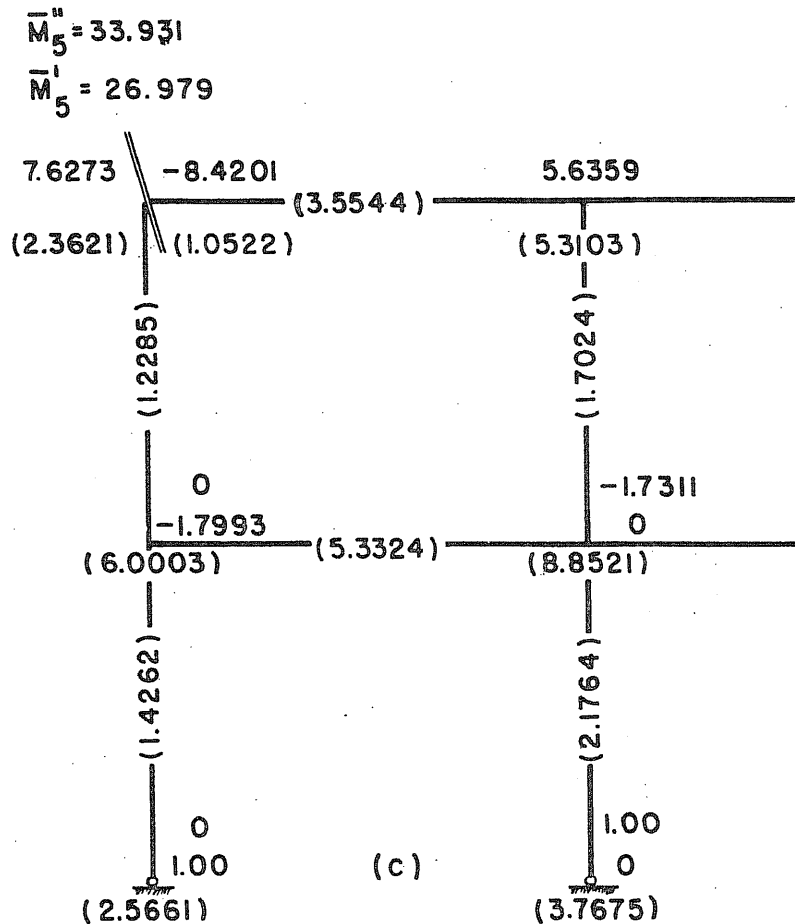 M̅₅" = 33.931
M̅₅' = 26.979
7.6273 -8.4201 5.6359
(3.5544)
(2.3621) (1.0522) (5.3103)
(1.2285) (1.7024)
0 -1.7311
-1.7993 0
(5.3324)
(6.0003) (8.8521)
(1.4262) (2.1764)
0 1.00
1.00 (c) 0
(2.5661) (3.7675)